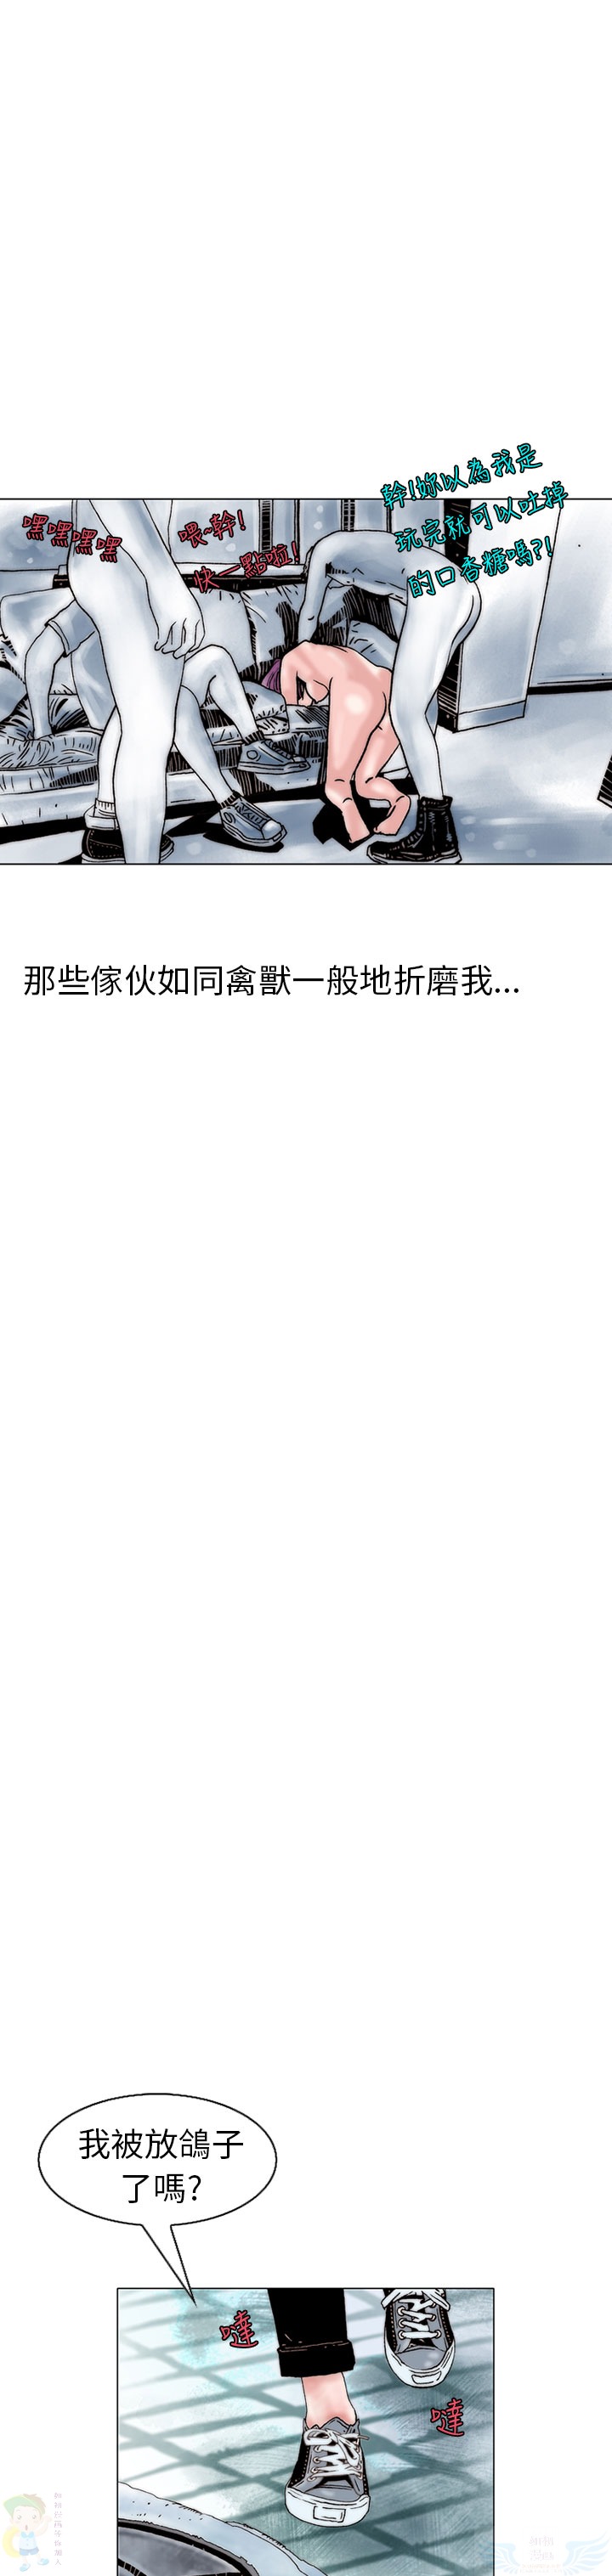 幹!妳以為我是
玩完就可以吐掉
的口香糖嗎?!
嘿嘿嘿嘿
喂~幹!
快一點啦!
那些傢伙如同禽獸一般地折磨我…
我被放鴿子
了嗎?
噠
噠